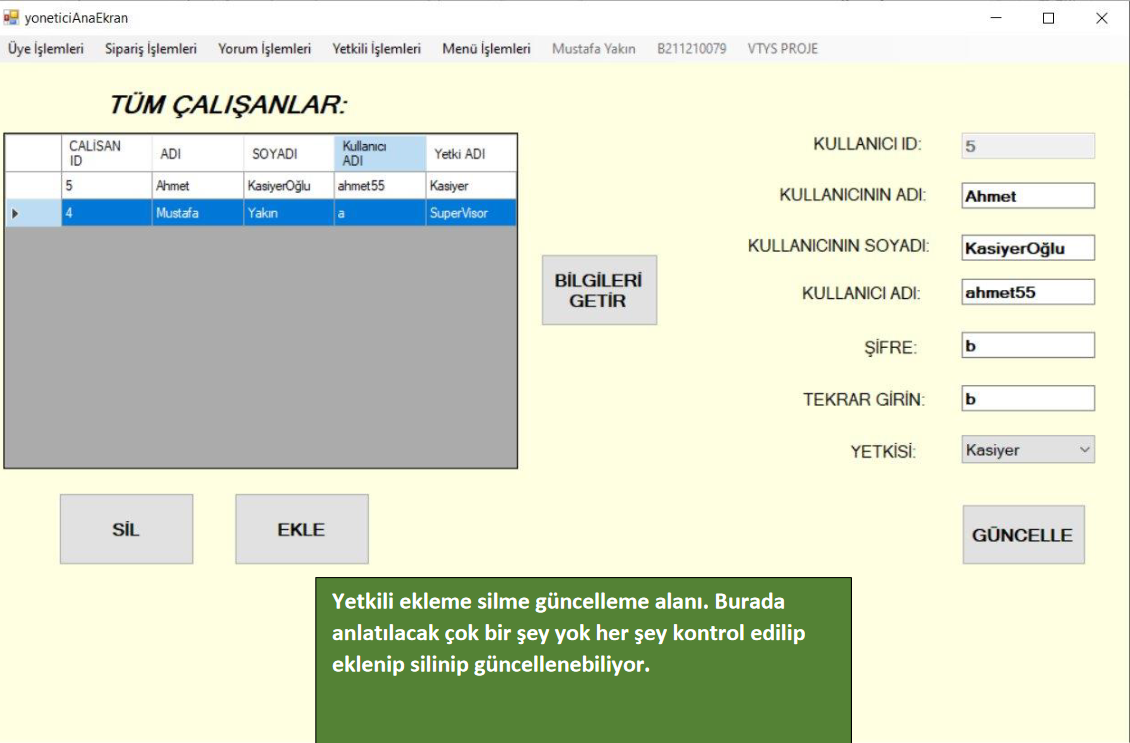 yoneticiAnaEkran
Üye İşlemleri Sipariş İşlemleri Yorum İşlemleri Yetkili İşlemleri Menü İşlemleri Mustafa Yakın B211210079 VTYS PROJE
TÜM ÇALIŞANLAR:
CALİSAN ID ADI SOYADI Kullanıcı ADI Yetki ADI
5 Ahmet KasiyerOğlu ahmet55 Kasiyer
4 Mustafa Yakın a SuperVisor
BİLGİLERİ
GETİR
KULLANICI ID: 5
KULLANICININ ADI: Ahmet
KULLANICININ SOYADI: KasiyerOğlu
KULLANICI ADI: ahmet55
ŞİFRE: b
TEKRAR GİRİN: b
YETKİSİ: Kasiyer
SİL EKLE GÜNCELLE
Yetkili ekleme silme güncelleme alanı. Burada
anlatılacak çok bir şey yok her şey kontrol edilip
eklenip silinip güncellenebiliyor.